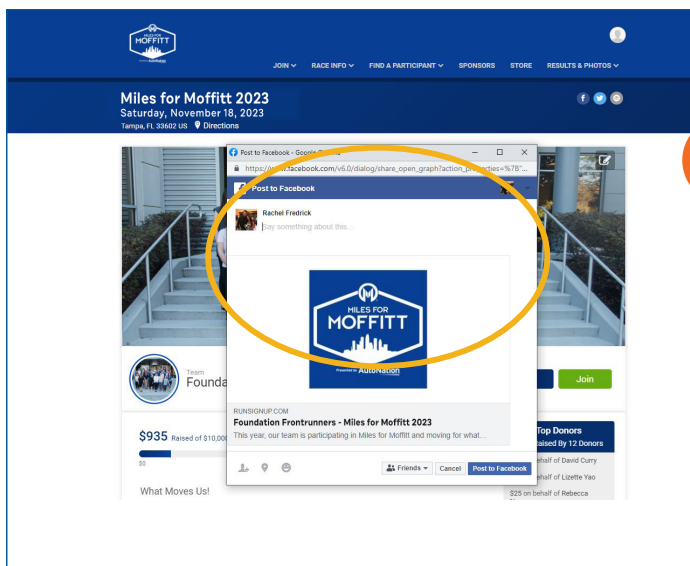 MILES FOR
MOFFITT
JOIN RACE INFO FIND A PARTICIPANT SPONSORS STORE RESULTS & PHOTOS
Miles for Moffitt 2023
Saturday, November 18, 2023
Tampa, FL 33602 US Directions
Post to Facebook - Google
https://www.facebook.com/v6.0/dialog/share_open_graph?action_properties=%7B"...
Post to Facebook
Rachel Fredrick
Say something about this...
MILES FOR
MOFFITT
Presented by AutoNation
Team
Founda
Join
RUNSIGNUP.COM
Foundation Frontrunners - Miles for Moffitt 2023
This year, our team is participating in Miles for Moffitt and moving for what...
Friends Cancel Post to Facebook
$935 Raised of $10,000
$0
What Moves Us!
Top Donors
Raised By 12 Donors
ehalf of David Curry
ehalf of Lizette Yao
$25 on behalf of Rebecca